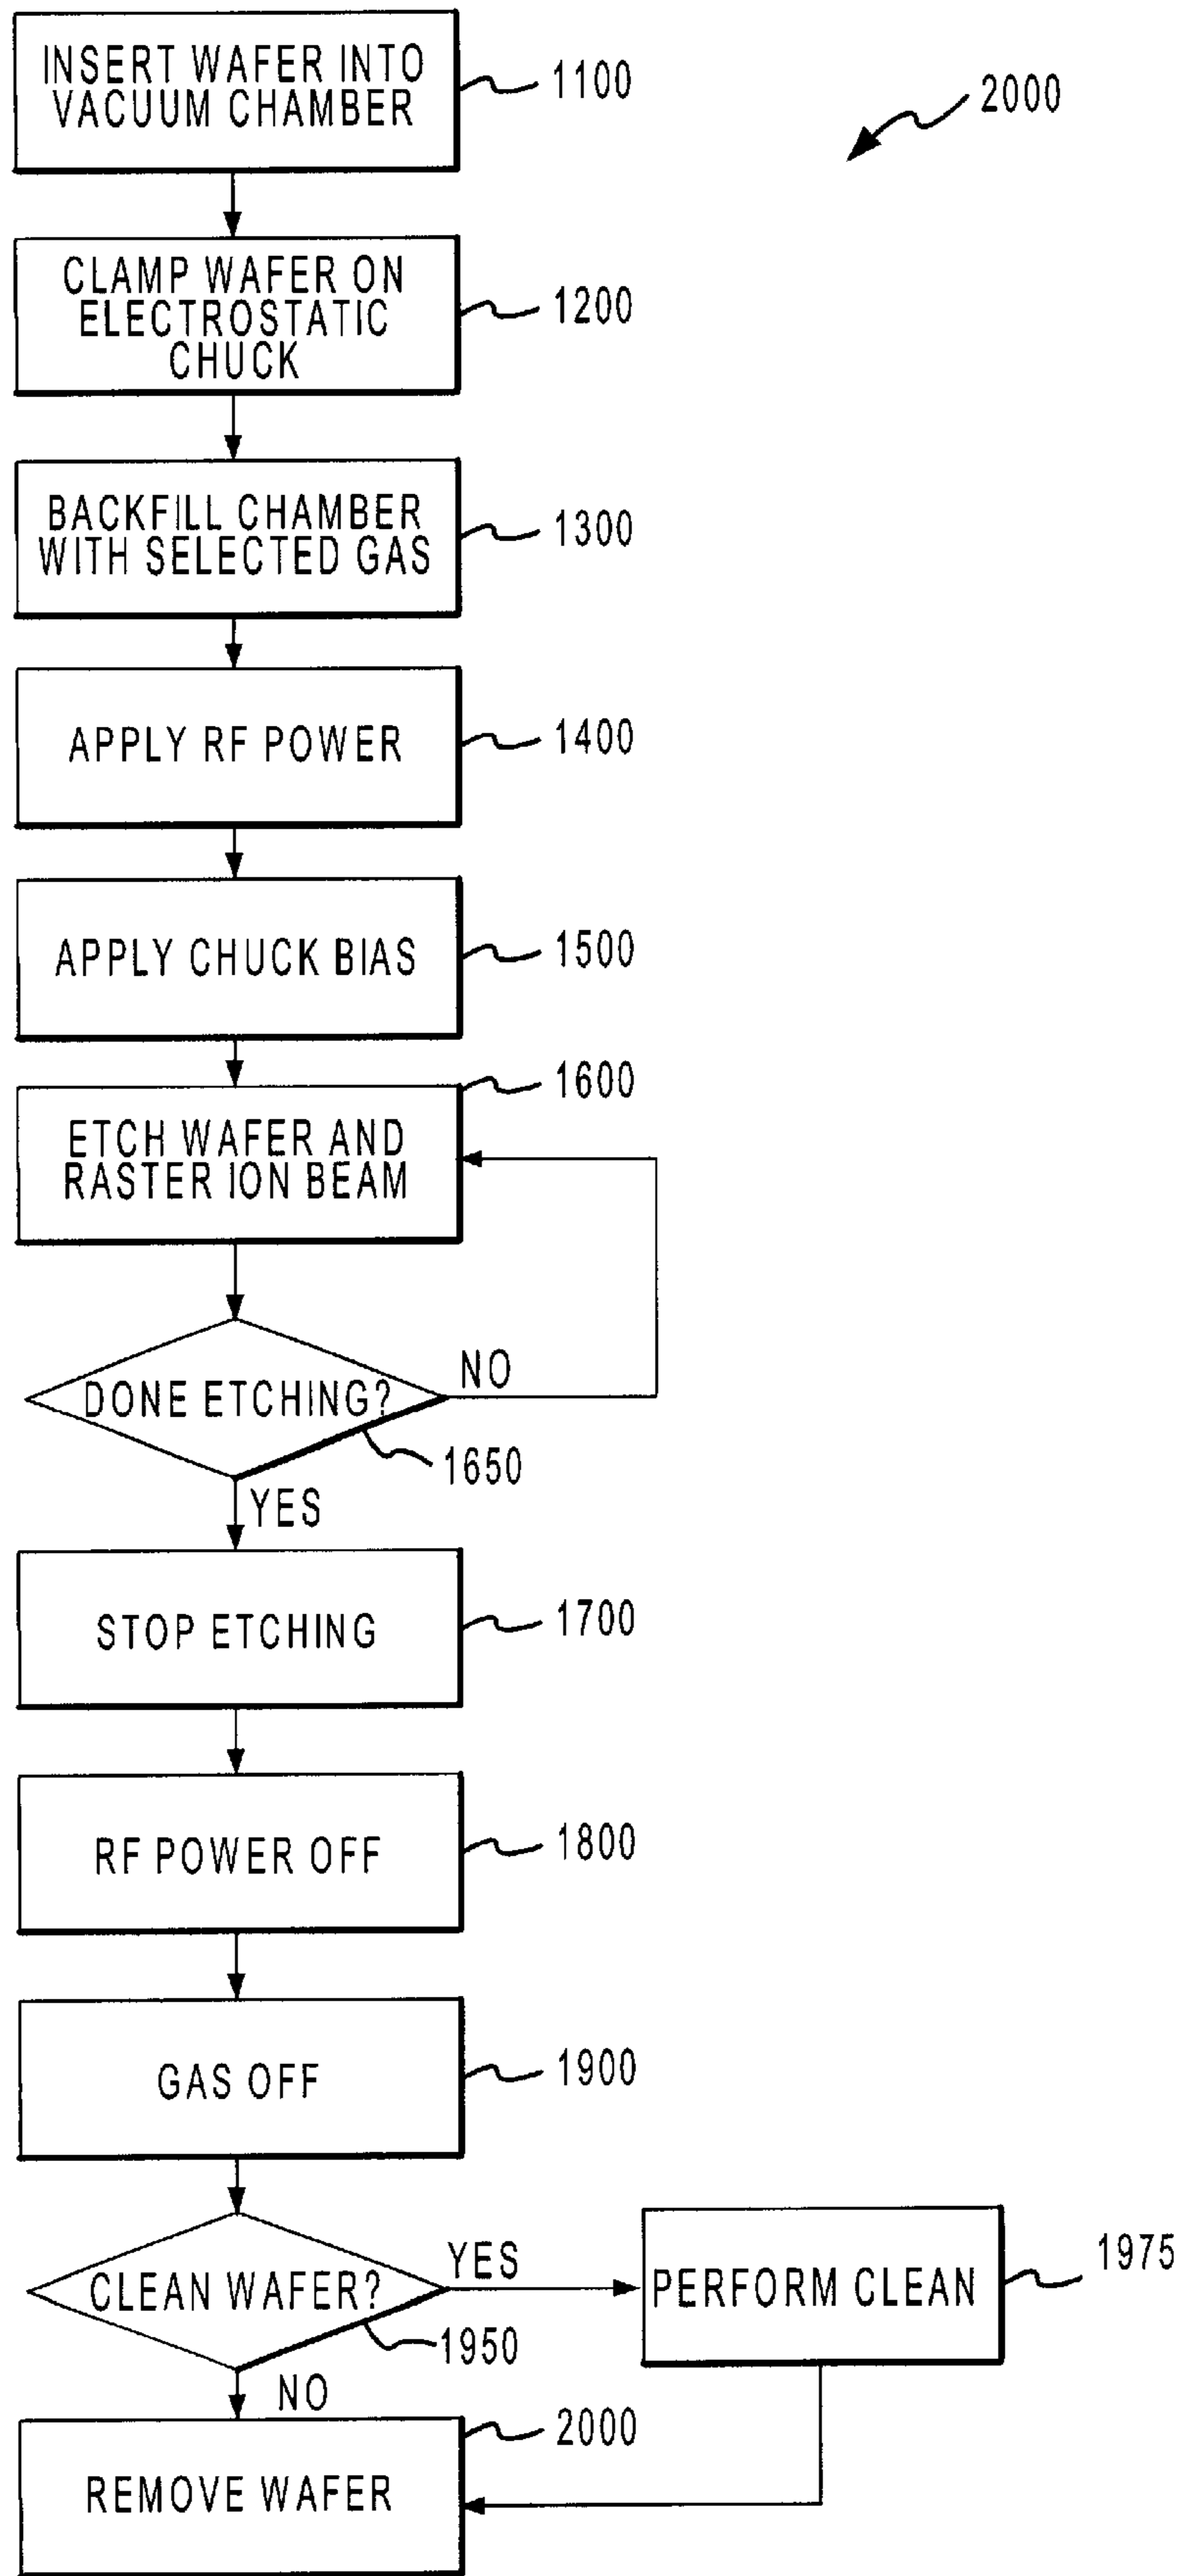 INSERT WAFER INTO
VACUUM CHAMBER
1100
2000
CLAMP WAFER ON
ELECTROSTATIC
CHUCK
1200
BACKFILL CHAMBER
WITH SELECTED GAS
1300
APPLY RF POWER
1400
APPLY CHUCK BIAS
1500
1600
ETCH WAFER AND
RASTER ION BEAM
NO
DONE ETCHING?
1650
YES
STOP ETCHING
1700
RF POWER OFF
1800
GAS OFF
1900
CLEAN WAFER?
YES
PERFORM CLEAN
1975
1950
NO
2000
REMOVE WAFER